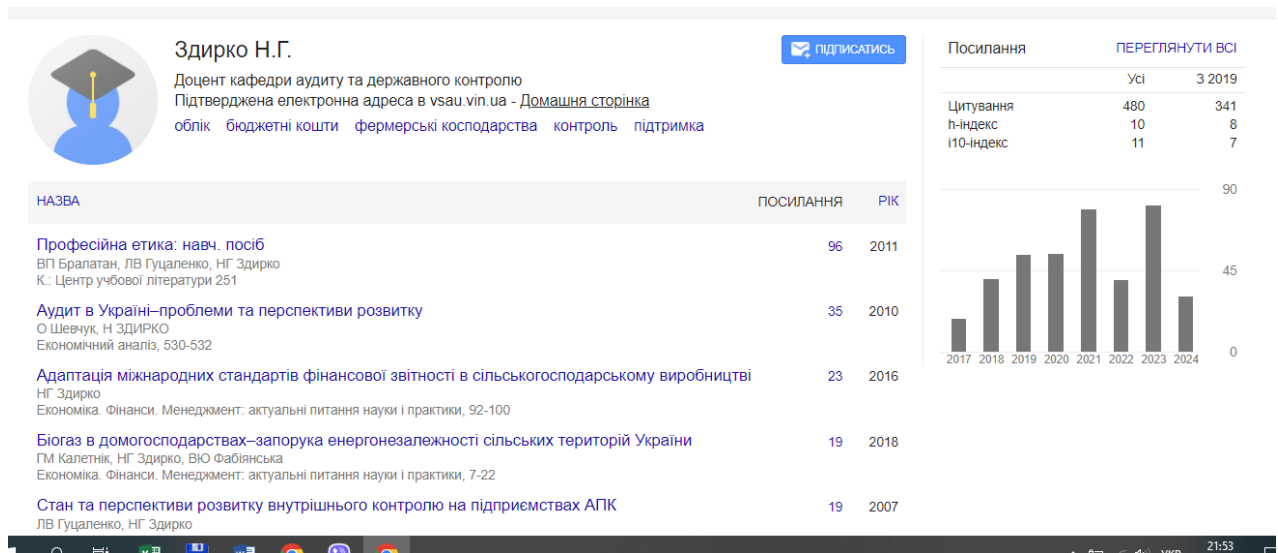 Здирко Н.Г.
ПІДПИСАТИСЬ
Доцент кафедри аудиту та державного контролю
Підтверджена електронна адреса в vsau.vin.ua - Домашня сторінка
облік бюджетні кошти фермерські косподарства контроль підтримка
НАЗВА ПОСИЛАННЯ РІК
Професійна етика: навч. посіб 96 2011
ВП Бралатан, ЛВ Гуцаленко, НГ Здирко
К.: Центр учбової літератури 251
Аудит в Україні–проблеми та перспективи розвитку 35 2010
О Шевчук, Н ЗДИРКО
Економічний аналіз, 530-532
Адаптація міжнародних стандартів фінансової звітності в сільськогосподарському виробництві 23 2016
НГ Здирко
Економіка. Фінанси. Менеджмент: актуальні питання науки і практики, 92-100
Біогаз в домогосподарствах–запорука енергонезалежності сільських територій України 19 2018
ГМ Калетнік, НГ Здирко, ВЮ Фабіянська
Економіка. Фінанси. Менеджмент: актуальні питання науки і практики, 7-22
Стан та перспективи розвитку внутрішнього контролю на підприємствах АПК 19 2007
ЛВ Гуцаленко, НГ Здирко
Посилання ПЕРЕГЛЯНУТИ ВСІ
Усі З 2019
Цитування 480 341
h-індекс 10 8
i10-індекс 11 7
90
45
0
2017 2018 2019 2020 2021 2022 2023 2024
УКР 21:53